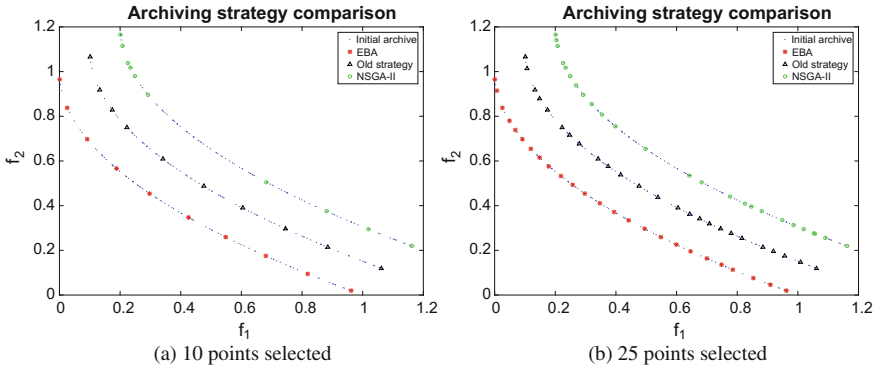 Archiving strategy comparison
1.2
1
0.8
0.6
0.4
0.2
0
f2
0 0.2 0.4 0.6 0.8 1 1.2
f1
Initial archive
EBA
Old strategy
NSGA-II
(a) 10 points selected
Archiving strategy comparison
1.2
1
0.8
0.6
0.4
0.2
0
f2
0 0.2 0.4 0.6 0.8 1 1.2
f1
Initial archive
EBA
Old strategy
NSGA-II
(b) 25 points selected